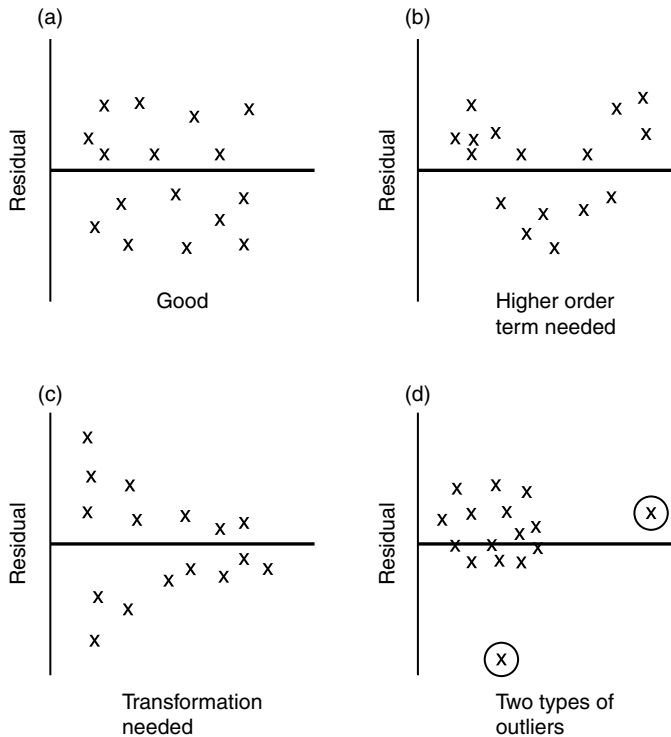 (a)
Residual
Good
(b)
Residual
Higher order
term needed
(c)
Residual
Transformation
needed
(d)
Residual
Two types of
outliers